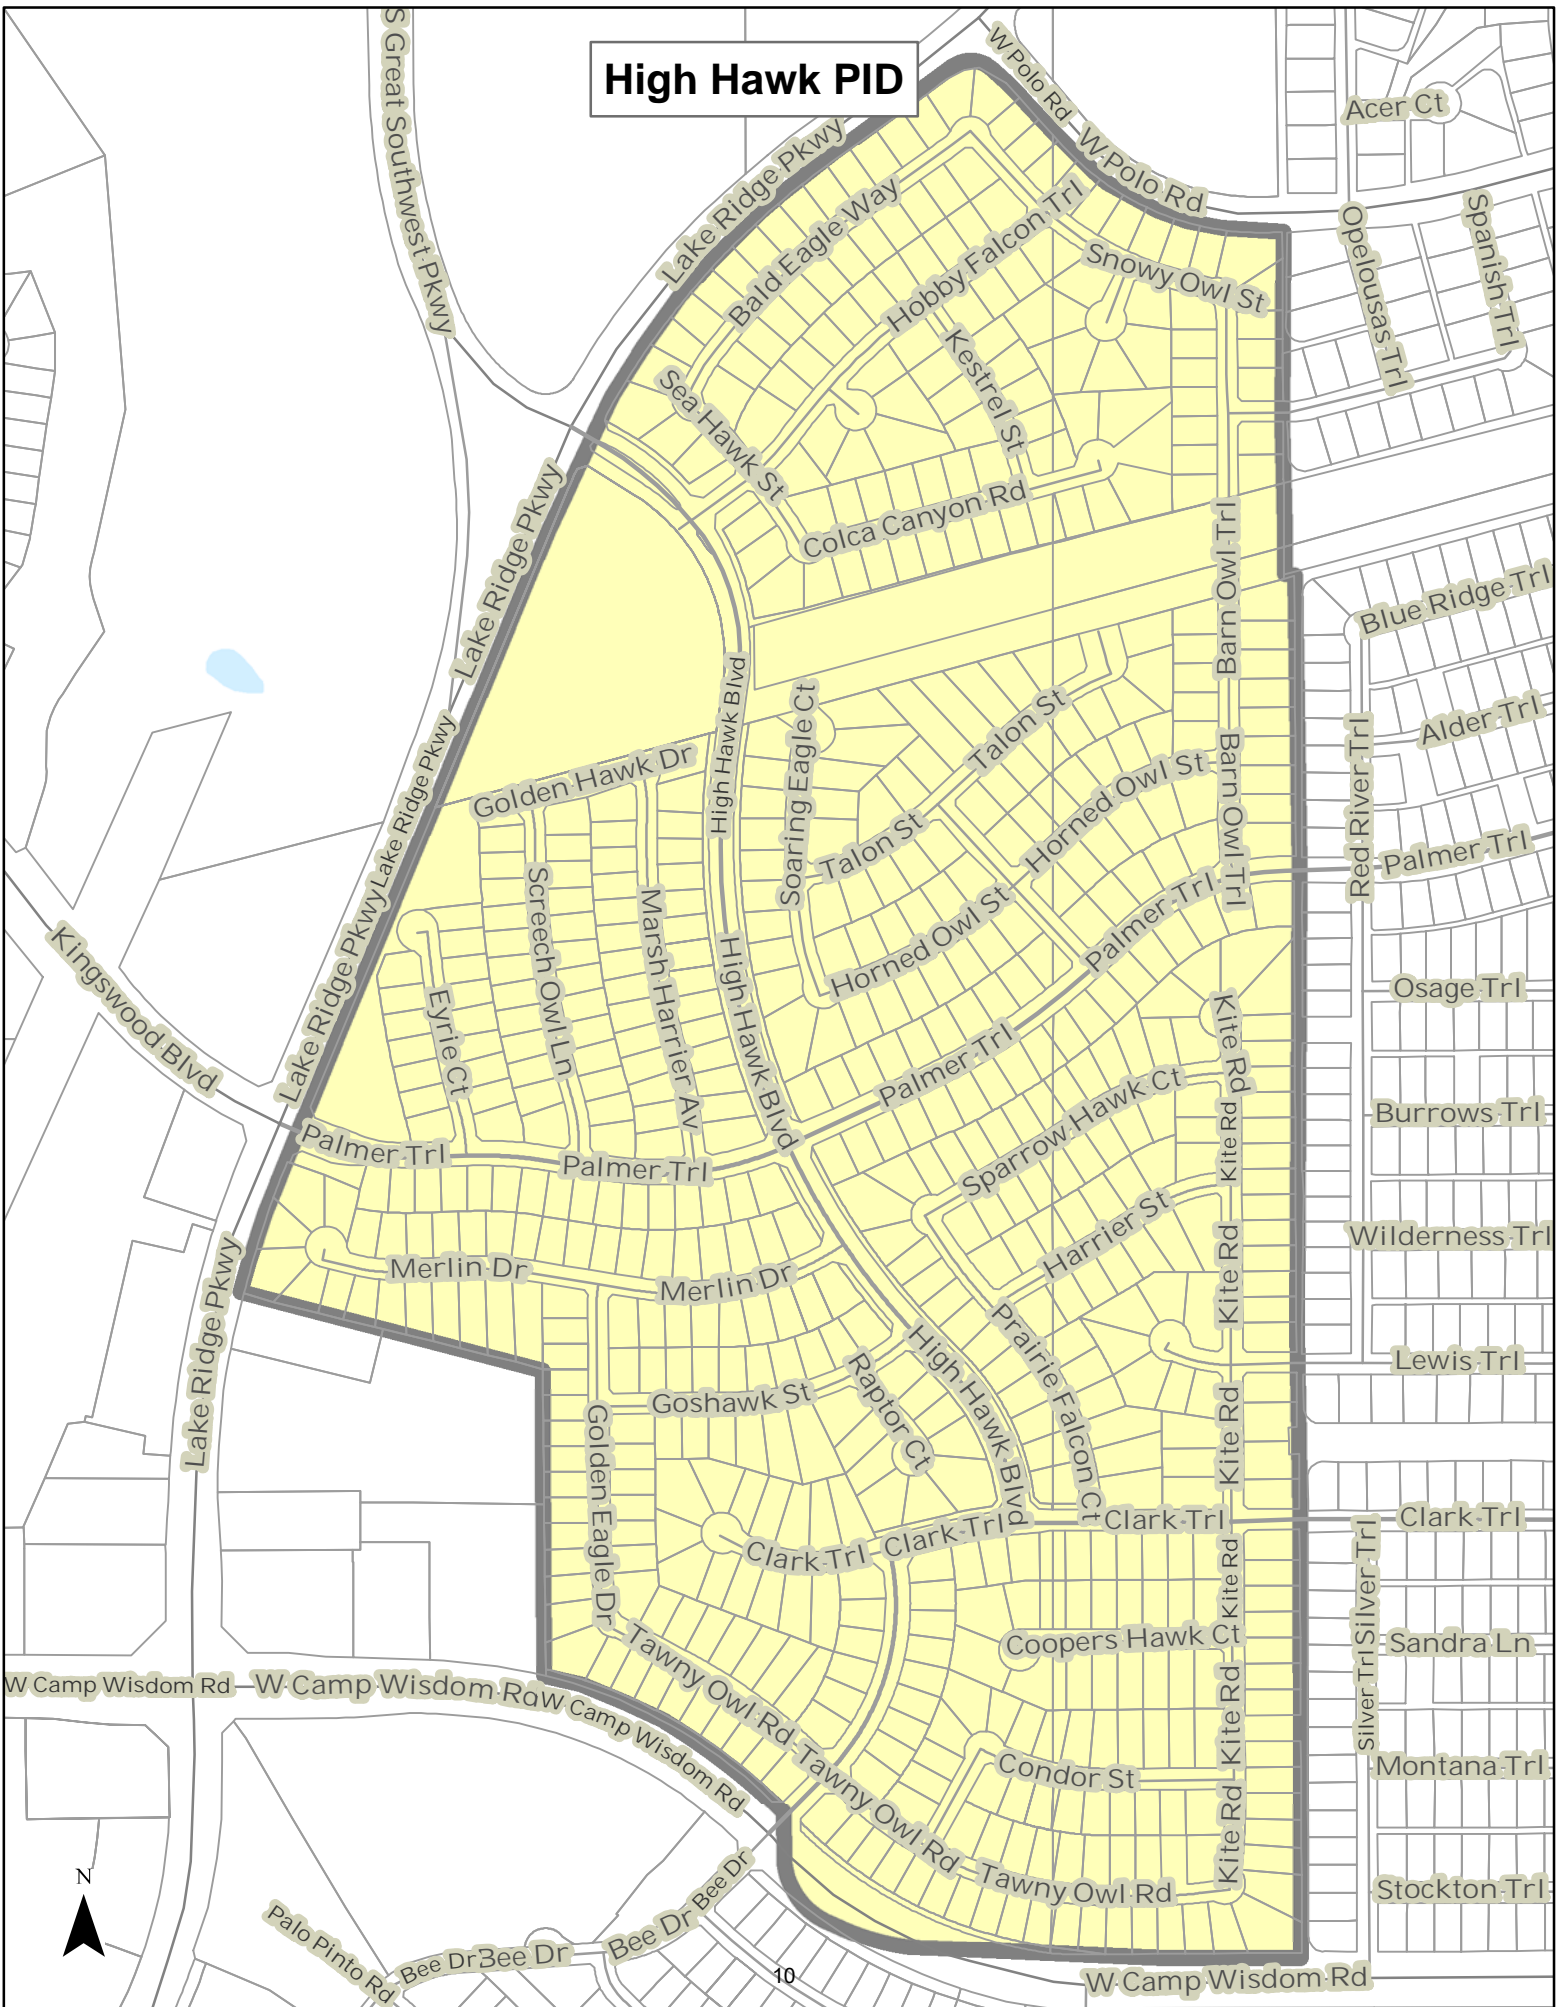 High Hawk PID
S Great Southwest Pkwy
W Polo Rd
W Polo Rd
Acer Ct
Lake Ridge Pkwy
Bald Eagle Way
Hobby Falcon Trl
Snowy Owl St
Opelousas Trl
Spanish Trl
Kestrel St
Sea Hawk St
Colca Canyon Rd
Lake Ridge Pkwy
Barn Owl Trl
Blue Ridge Trl
High Hawk Blvd
Soaring Eagle Ct
Talon St
Alder Trl
Red River Trl
Lake Ridge Pkwy
Golden Hawk Dr
Barn Owl Trl
Horned Owl St
Talon St
Palmer Trl
Screech Owl Ln
Marsh Harrier Av
Palmer Trl
Horned Owl St
Lake Ridge Pkwy
Kingswood Blvd
Eyrie Ct
High Hawk Blvd
Osage Trl
Kite Rd
Palmer Trl
Sparrow Hawk Ct
Burrows Trl
Kite Rd
Palmer Trl
Palmer Trl
Harrier St
Wilderness Trl
Kite Rd
Lake Ridge Pkwy
Merlin Dr
Merlin Dr
Prairie Falcon Ct
High Hawk Blvd
Raptor Ct
Lewis Trl
Goshawk St
Kite Rd
Golden Eagle Dr
Clark Trl
Clark Trl
Clark Trl
Clark Trl
Silver Trl
Kite Rd
Coopers Hawk Ct
Sandra Ln
Tawny Owl Rd
Silver Trl
Kite Rd
W Camp Wisdom Rd
W Camp Wisdom Rd
W Camp Wisdom Rd
Condor St
Montana Trl
Tawny Owl Rd
Kite Rd
Tawny Owl Rd
Stockton Trl
N
Palo Pinto Rd
Bee Dr
Bee Dr
Bee Dr
Bee Dr
10
W Camp Wisdom Rd